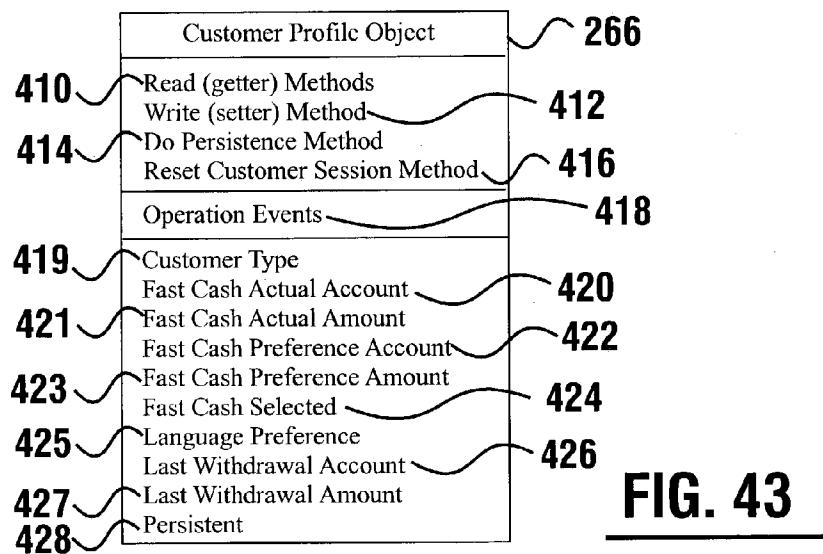 Customer Profile Object 266
410 Read (getter) Methods
Write (setter) Method 412
414 Do Persistence Method
Reset Customer Session Method 416
Operation Events 418
419 Customer Type
Fast Cash Actual Account 420
421 Fast Cash Actual Amount
Fast Cash Preference Account 422
423 Fast Cash Preference Amount
Fast Cash Selected 424
425 Language Preference
Last Withdrawal Account 426
427 Last Withdrawal Amount
428 Persistent
FIG. 43